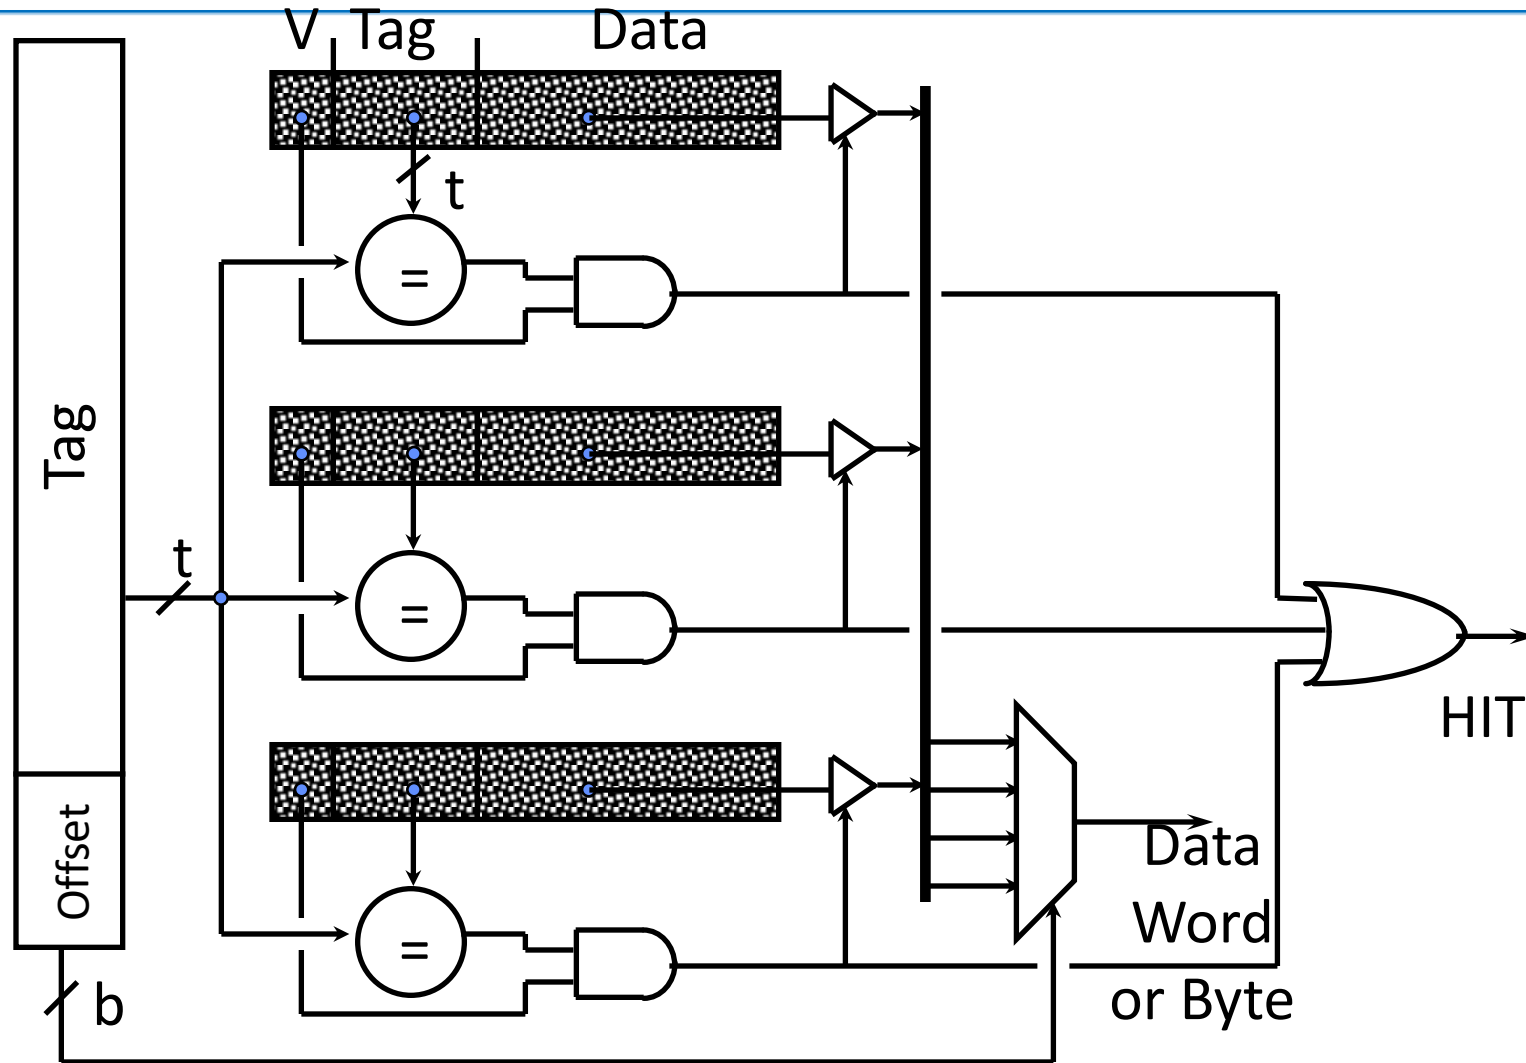 V Tag Data
t
=
Tag
t
=
HIT
Offset
=
Data
Word
or Byte
b